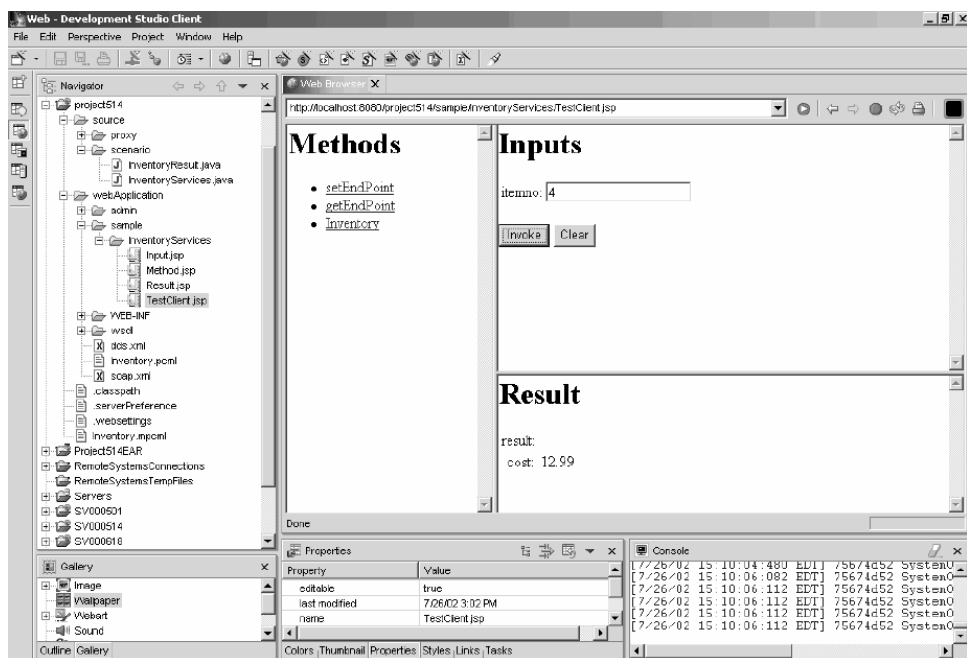 Web - Development Studio Client
File Edit Perspective Project Window Help
Navigator
project514
source
proxy
scenario
InventoryResult.java
InventoryServices.java
webApplication
admin
sample
InventoryServices
Input.jsp
Method.jsp
Result.jsp
TestClient.jsp
WEB-INF
wsdl
dds.xml
inventory.pcml
soap.xml
.classpath
.serverPreference
.websettings
Inventory.mpcml
Project514EAR
RemoteSystemsConnections
RemoteSystemsTempFiles
Servers
SV000501
SV000514
SV000618
Gallery
Image
Wallpaper
Webart
Sound
Outline Gallery
Web Browser
http://localhost:8080/project514/sample/InventoryServices/TestClient.jsp
Methods
setEndPoint
getEndPoint
Inventory
Inputs
itemno: 4
Invoke Clear
Result
result:
cost: 12.99
Done
Properties
Property Value
editable true
last modified 7/26/02 3:02 PM
name TestClient.jsp
Colors Thumbnail Properties Styles Links Tasks
Console
[7/26/02 15:10:04:480 EDT] 75674d52 SystemO
[7/26/02 15:10:06:082 EDT] 75674d52 SystemO
[7/26/02 15:10:06:112 EDT] 75674d52 SystemO
[7/26/02 15:10:06:112 EDT] 75674d52 SystemO
[7/26/02 15:10:06:112 EDT] 75674d52 SystemO
[7/26/02 15:10:06:112 EDT] 75674d52 SystemO